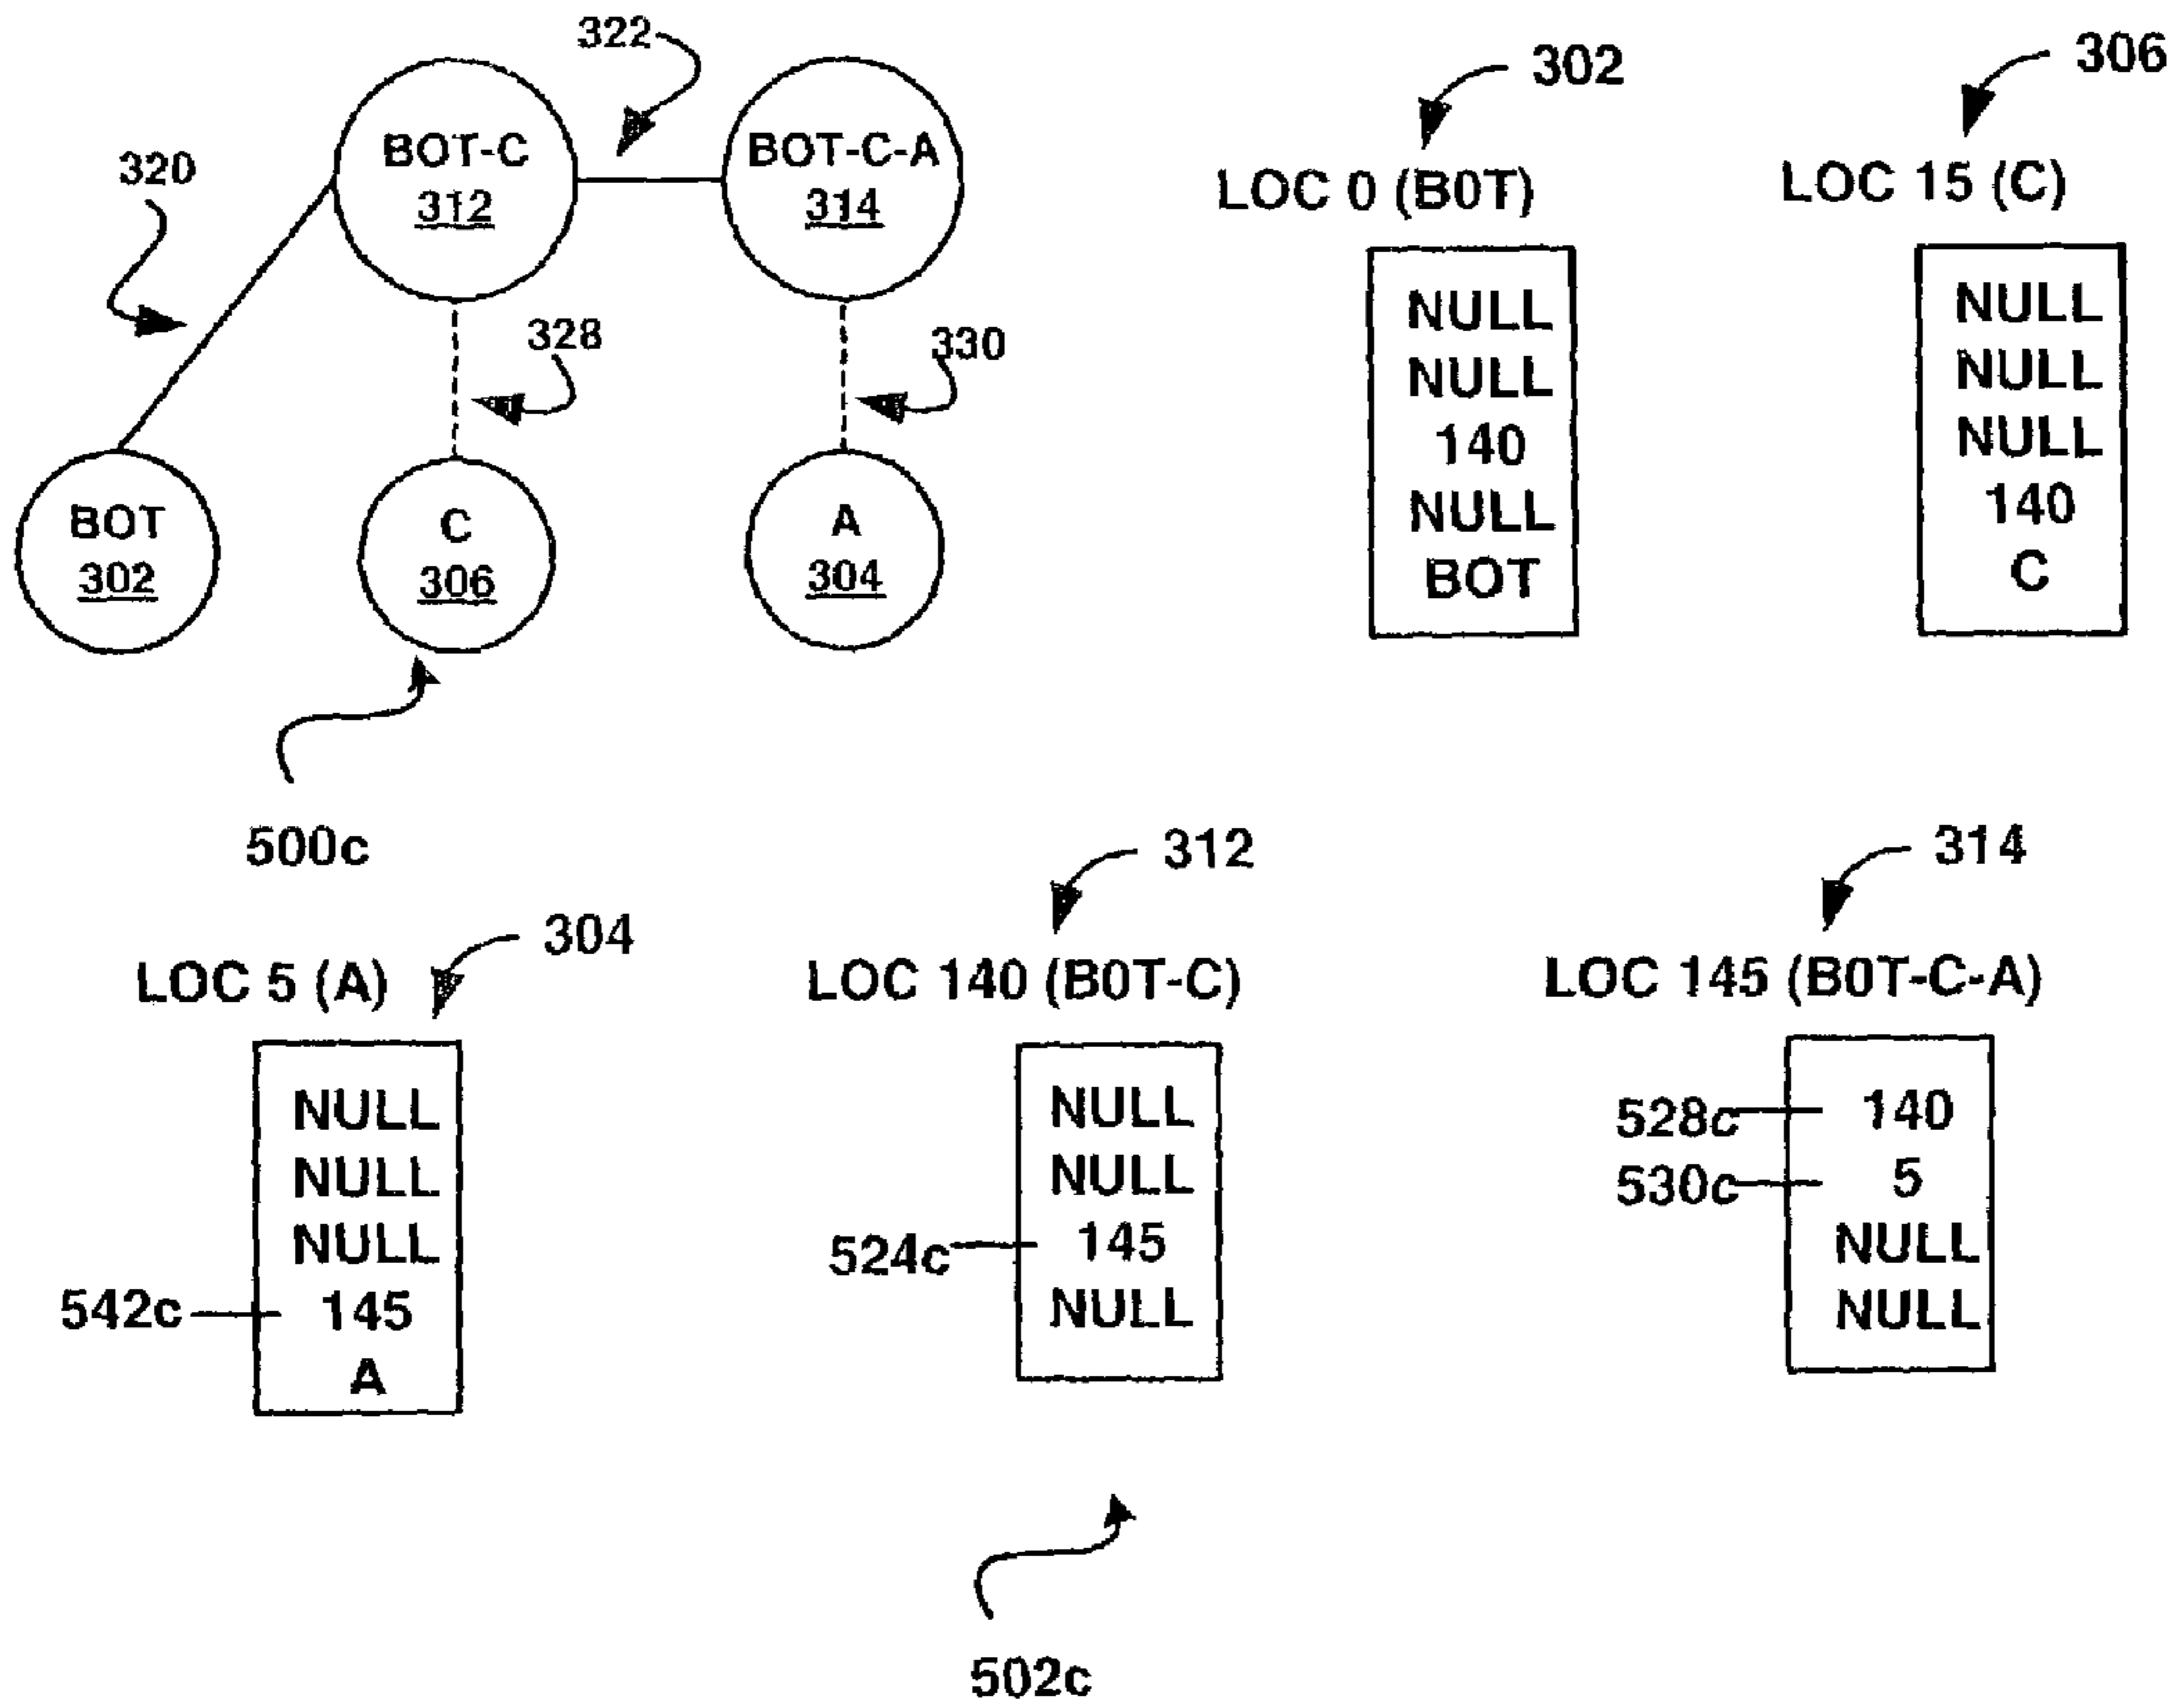 322
BOT-C
312
BOT-C-A
314
320
328
330
BOT
302
C
306
A
304
500c
302
LOC 0 (B0T)
NULL
NULL
140
NULL
BOT
306
LOC 15 (C)
NULL
NULL
NULL
140
C
304
LOC 5 (A)
NULL
NULL
NULL
542c
145
A
312
LOC 140 (B0T-C)
NULL
NULL
524c
145
NULL
314
LOC 145 (B0T-C-A)
528c
140
530c
5
NULL
NULL
502c